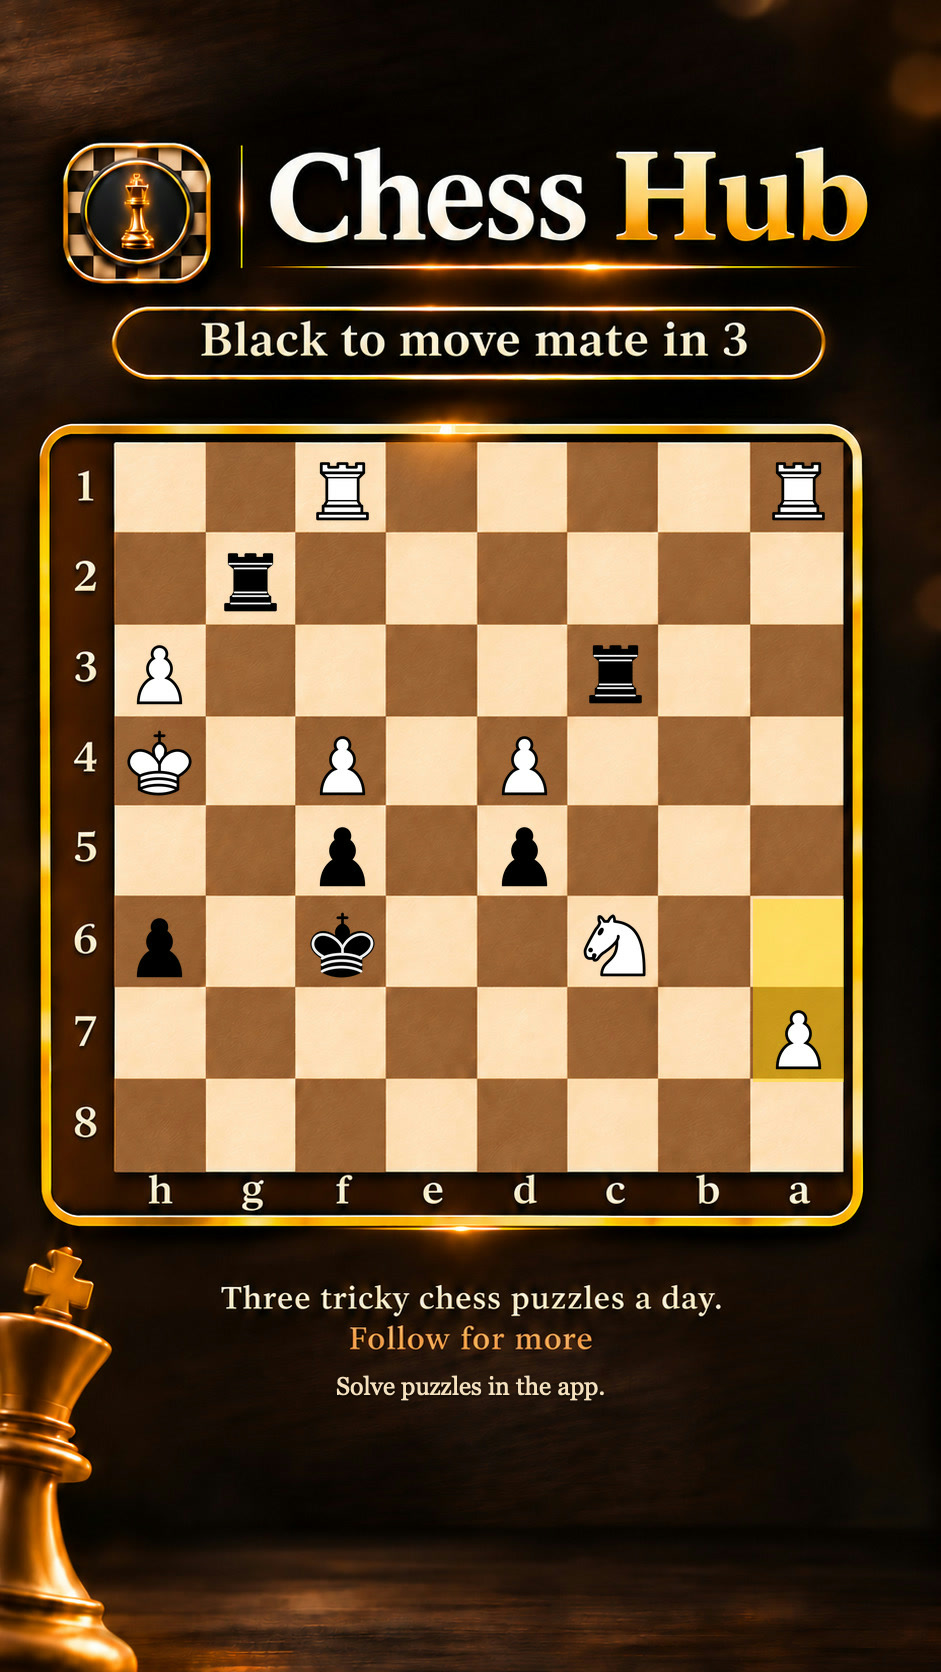 Chess Hub
Black to move mate in 3
1
2
3
4
5
6
7
8
h g f e d c b a
Three tricky chess puzzles a day.
Follow for more
Solve puzzles in the app.